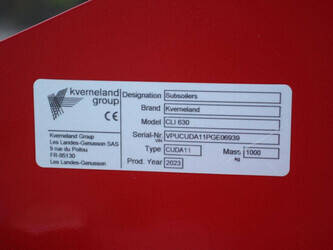 kverneland
group
CE
Kverneland Group
Les Landes-Genusson SAS
9 rue du Poitou
FR-85130
Les Landes-Genusson
Designation Subsoilers
Brand Kverneland
Model CLI 630
Serial-Nr. VIN VPUCUDA11PGE06939
Type CUDA11 Mass kg 1000
Prod. Year 2023